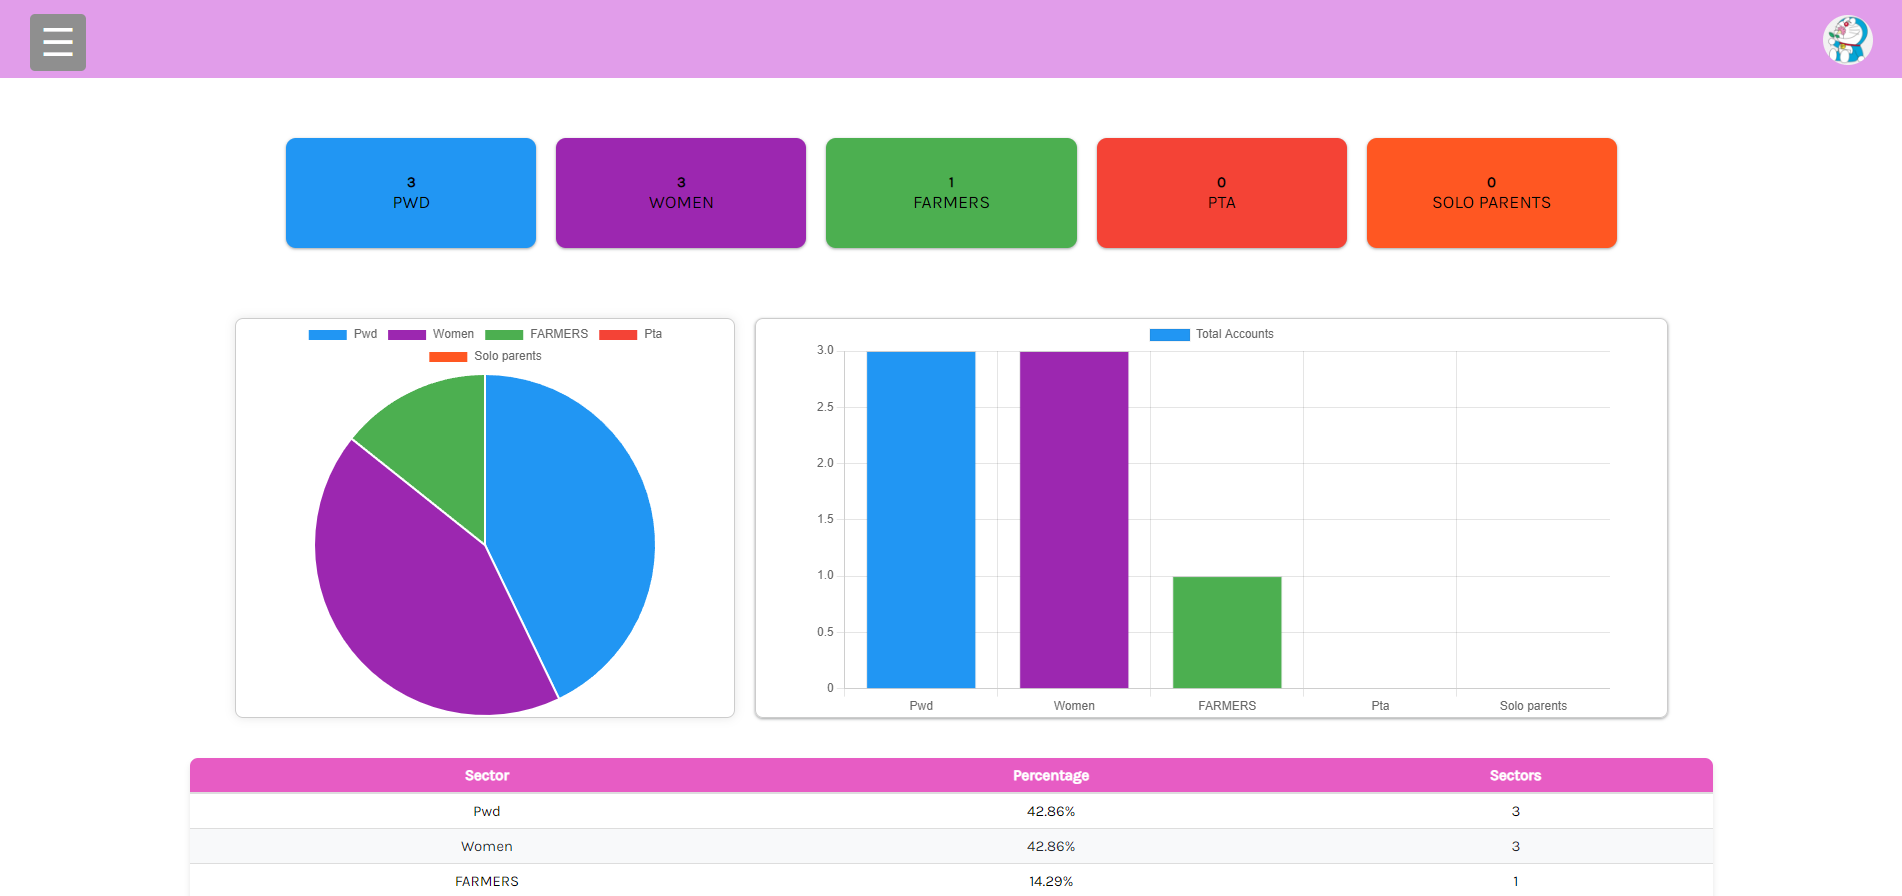 ☰
3
PWD
3
WOMEN
1
FARMERS
0
PTA
0
SOLO PARENTS
Pwd Women FARMERS Pta
Solo parents
Total Accounts
3.0
2.5
2.0
1.5
1.0
0.5
0
Pwd Women FARMERS Pta Solo parents
Sector Percentage Sectors
Pwd 42.86% 3
Women 42.86% 3
FARMERS 14.29% 1